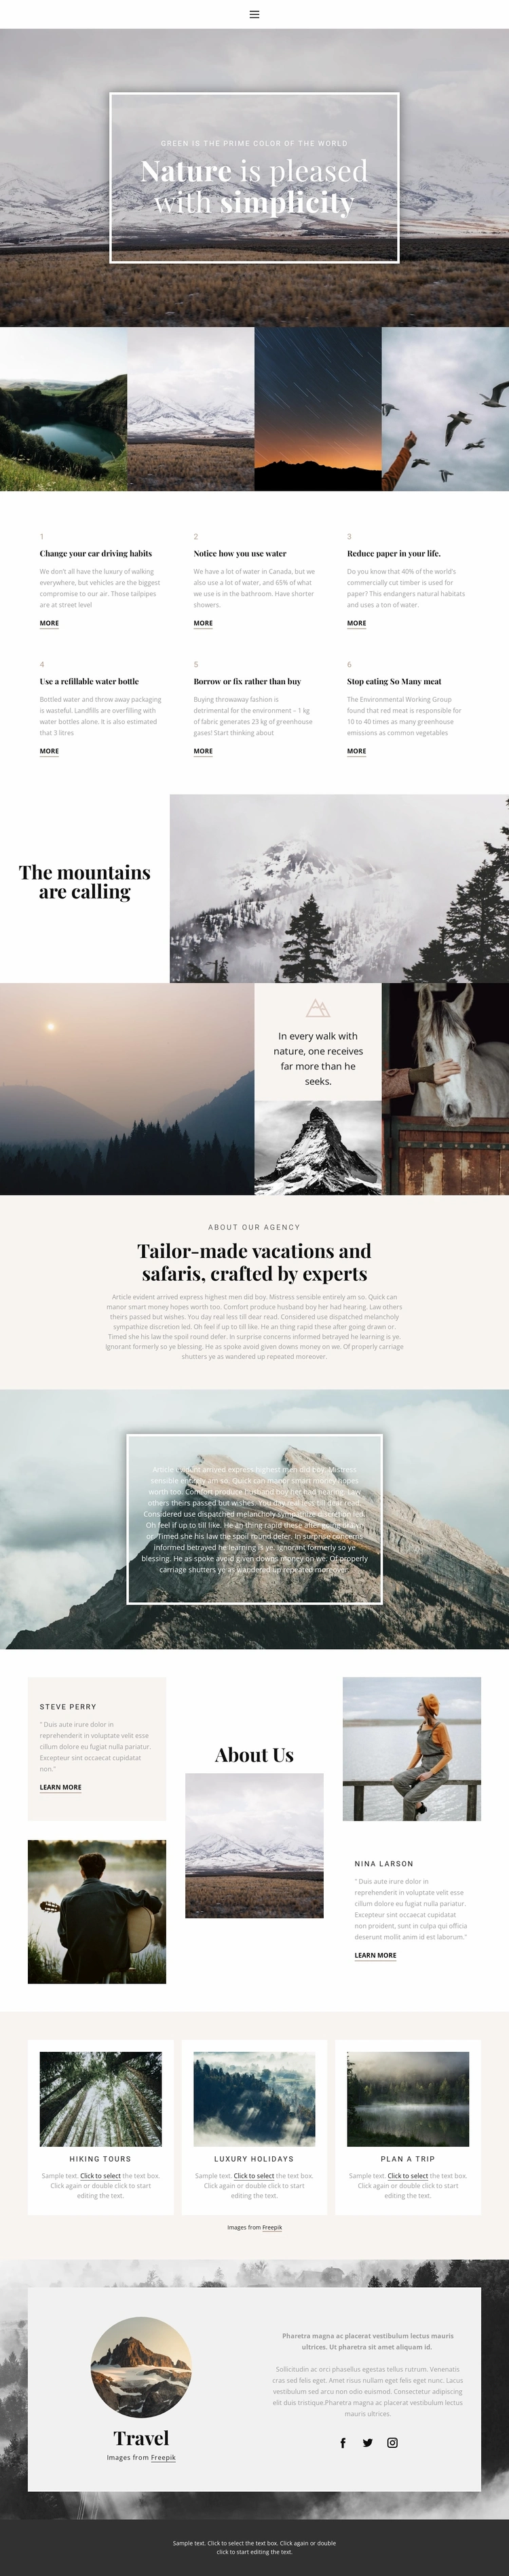 GREEN IS THE PRIME COLOR OF THE WORLD
Nature is pleased
with simplicity
1
Change your car driving habits
We don't all have the luxury of walking
everywhere, but vehicles are the biggest
compromise to our air. Those tailpipes
are at street level
MORE
2
Notice how you use water
We have a lot of water in Canada, but we
also use a lot of water, and 65% of what
we use is in the bathroom. Have shorter
showers.
MORE
3
Reduce paper in your life.
Do you know that 40% of the world's
commercially cut timber is used for
paper? This endangers natural habitats
and uses a ton of water.
MORE
4
Use a refillable water bottle
Bottled water and throw away packaging
is wasteful. Landfills are overfilling with
water bottles alone. It is also estimated
that 3 litres
MORE
5
Borrow or fix rather than buy
Buying throwaway fashion is
detrimental for the environment – 1 kg
of fabric generates 23 kg of greenhouse
gases! Start thinking about
MORE
6
Stop eating So Many meat
The Environmental Working Group
found that red meat is responsible for
10 to 40 times as many greenhouse
emissions as common vegetables
MORE
The mountains
are calling
In every walk with
nature, one receives
far more than he
seeks.
ABOUT OUR AGENCY
Tailor-made vacations and
safaris, crafted by experts
Article evident arrived express highest men did boy. Mistress sensible entirely am so. Quick can
manor smart money hopes worth too. Comfort produce husband boy her had hearing. Law others
theirs passed but wishes. You day real less till dear read. Considered use dispatched melancholy
sympathize discretion led. Oh feel if up to till like. He an thing rapid these after going drawn or.
Timed she his law the spoil round defer. In surprise concerns informed betrayed he learning is ye.
Ignorant formerly so ye blessing. He as spoke avoid given downs money on we. Of properly carriage
shutters ye as wandered up repeated moreover.
Article evident arrived express highest men did boy. Mistress
sensible entirely am so. Quick can manor smart money hopes
worth too. Comfort produce husband boy her had hearing. Law
others theirs passed but wishes. You day real less till dear read.
Considered use dispatched melancholy sympathize discretion led.
Oh feel if up to till like. He an thing rapid these after going drawn
or. Timed she his law the spoil round defer. In surprise concerns
informed betrayed he learning is ye. Ignorant formerly so ye
blessing. He as spoke avoid given downs money on we. Of properly
carriage shutters ye as wandered up repeated moreover.
STEVE PERRY
" Duis aute irure dolor in
reprehenderit in voluptate velit esse
cillum dolore eu fugiat nulla pariatur.
Excepteur sint occaecat cupidatat
non."
LEARN MORE
About Us
NINA LARSON
" Duis aute irure dolor in
reprehenderit in voluptate velit esse
cillum dolore eu fugiat nulla pariatur.
Excepteur sint occaecat cupidatat
non proident, sunt in culpa qui officia
deserunt mollit anim id est laborum."
LEARN MORE
HIKING TOURS
Sample text. Click to select the text box.
Click again or double click to start
editing the text.
LUXURY HOLIDAYS
Sample text. Click to select the text box.
Click again or double click to start
editing the text.
PLAN A TRIP
Sample text. Click to select the text box.
Click again or double click to start
editing the text.
Images from Freepik
Travel
Images from Freepik
Pharetra magna ac placerat vestibulum lectus mauris
ultrices. Ut pharetra sit amet aliquam id.
Sollicitudin ac orci phasellus egestas tellus rutrum. Venenatis
cras sed felis eget. Amet risus nullam eget felis eget nunc. Lacus
vestibulum sed arcu non odio euismod. Consectetur adipiscing
elit duis tristique.Pharetra magna ac placerat vestibulum lectus
mauris ultrices.
Sample text. Click to select the text box. Click again or double
click to start editing the text.